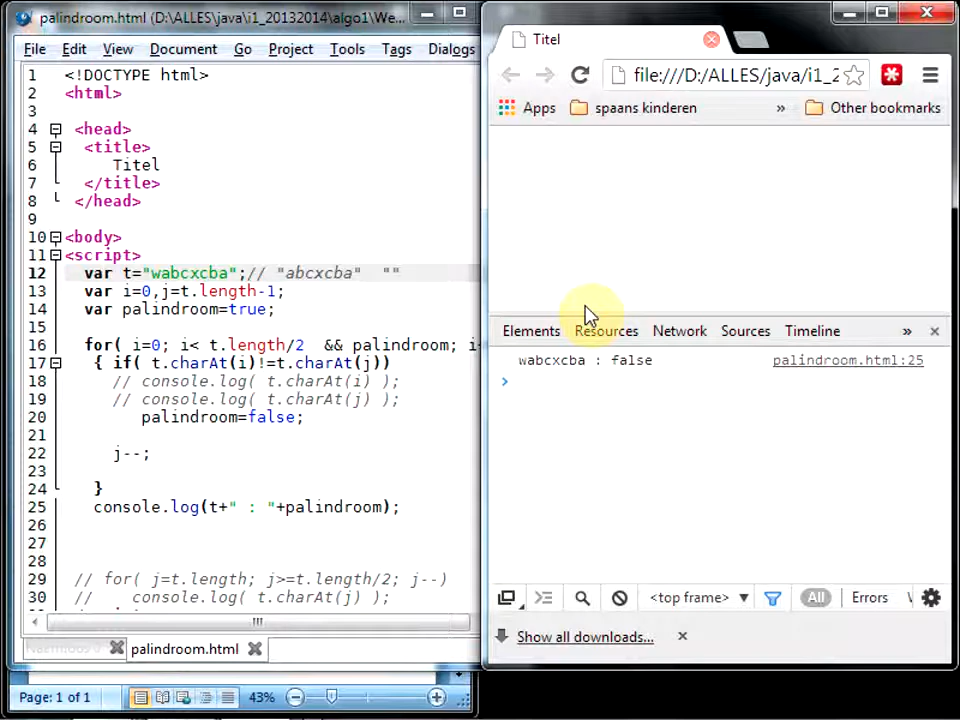 palindroom.html (D:\ALLES\java\i1_20132014\algo1\We...
File Edit View Document Go Project Tools Tags Dialogs
1 <!DOCTYPE html>
2 <html>
3
4 <head>
5 <title>
6 Titel
7 </title>
8 </head>
9
10 <body>
11 <script>
12 var t="wabcxcba";// "abcxcba" ""
13 var i=0,j=t.length-1;
14 var palindroom=true;
15
16 for( i=0; i< t.length/2 && palindroom; i
17 { if( t.charAt(i)!=t.charAt(j))
18 // console.log( t.charAt(i) );
19 // console.log( t.charAt(j) );
20 palindroom=false;
21
22 j--;
23
24 }
25 console.log(t+" : "+palindroom);
26
27
28
29 // for( j=t.length; j>=t.length/2; j--)
30 // console.log( t.charAt(j) );
palindroom.html
Page: 1 of 1 43%
Titel
file:///D:/ALLES/java/i1_2
Apps spaans kinderen » Other bookmarks
Elements Resources Network Sources Timeline »
wabcxcba : false palindroom.html:25
<top frame> All Errors
Show all downloads...